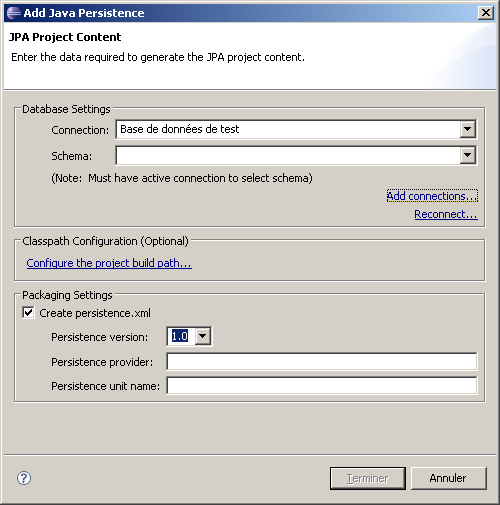 Add Java Persistence
JPA Project Content
Enter the data required to generate the JPA project content.
Database Settings
Connection: Base de données de test
Schema:
(Note: Must have active connection to select schema)
Add connections...
Reconnect...
Classpath Configuration (Optional)
Configure the project build path...
Packaging Settings
Create persistence.xml
Persistence version: 1.0
Persistence provider:
Persistence unit name:
? Terminer Annuler